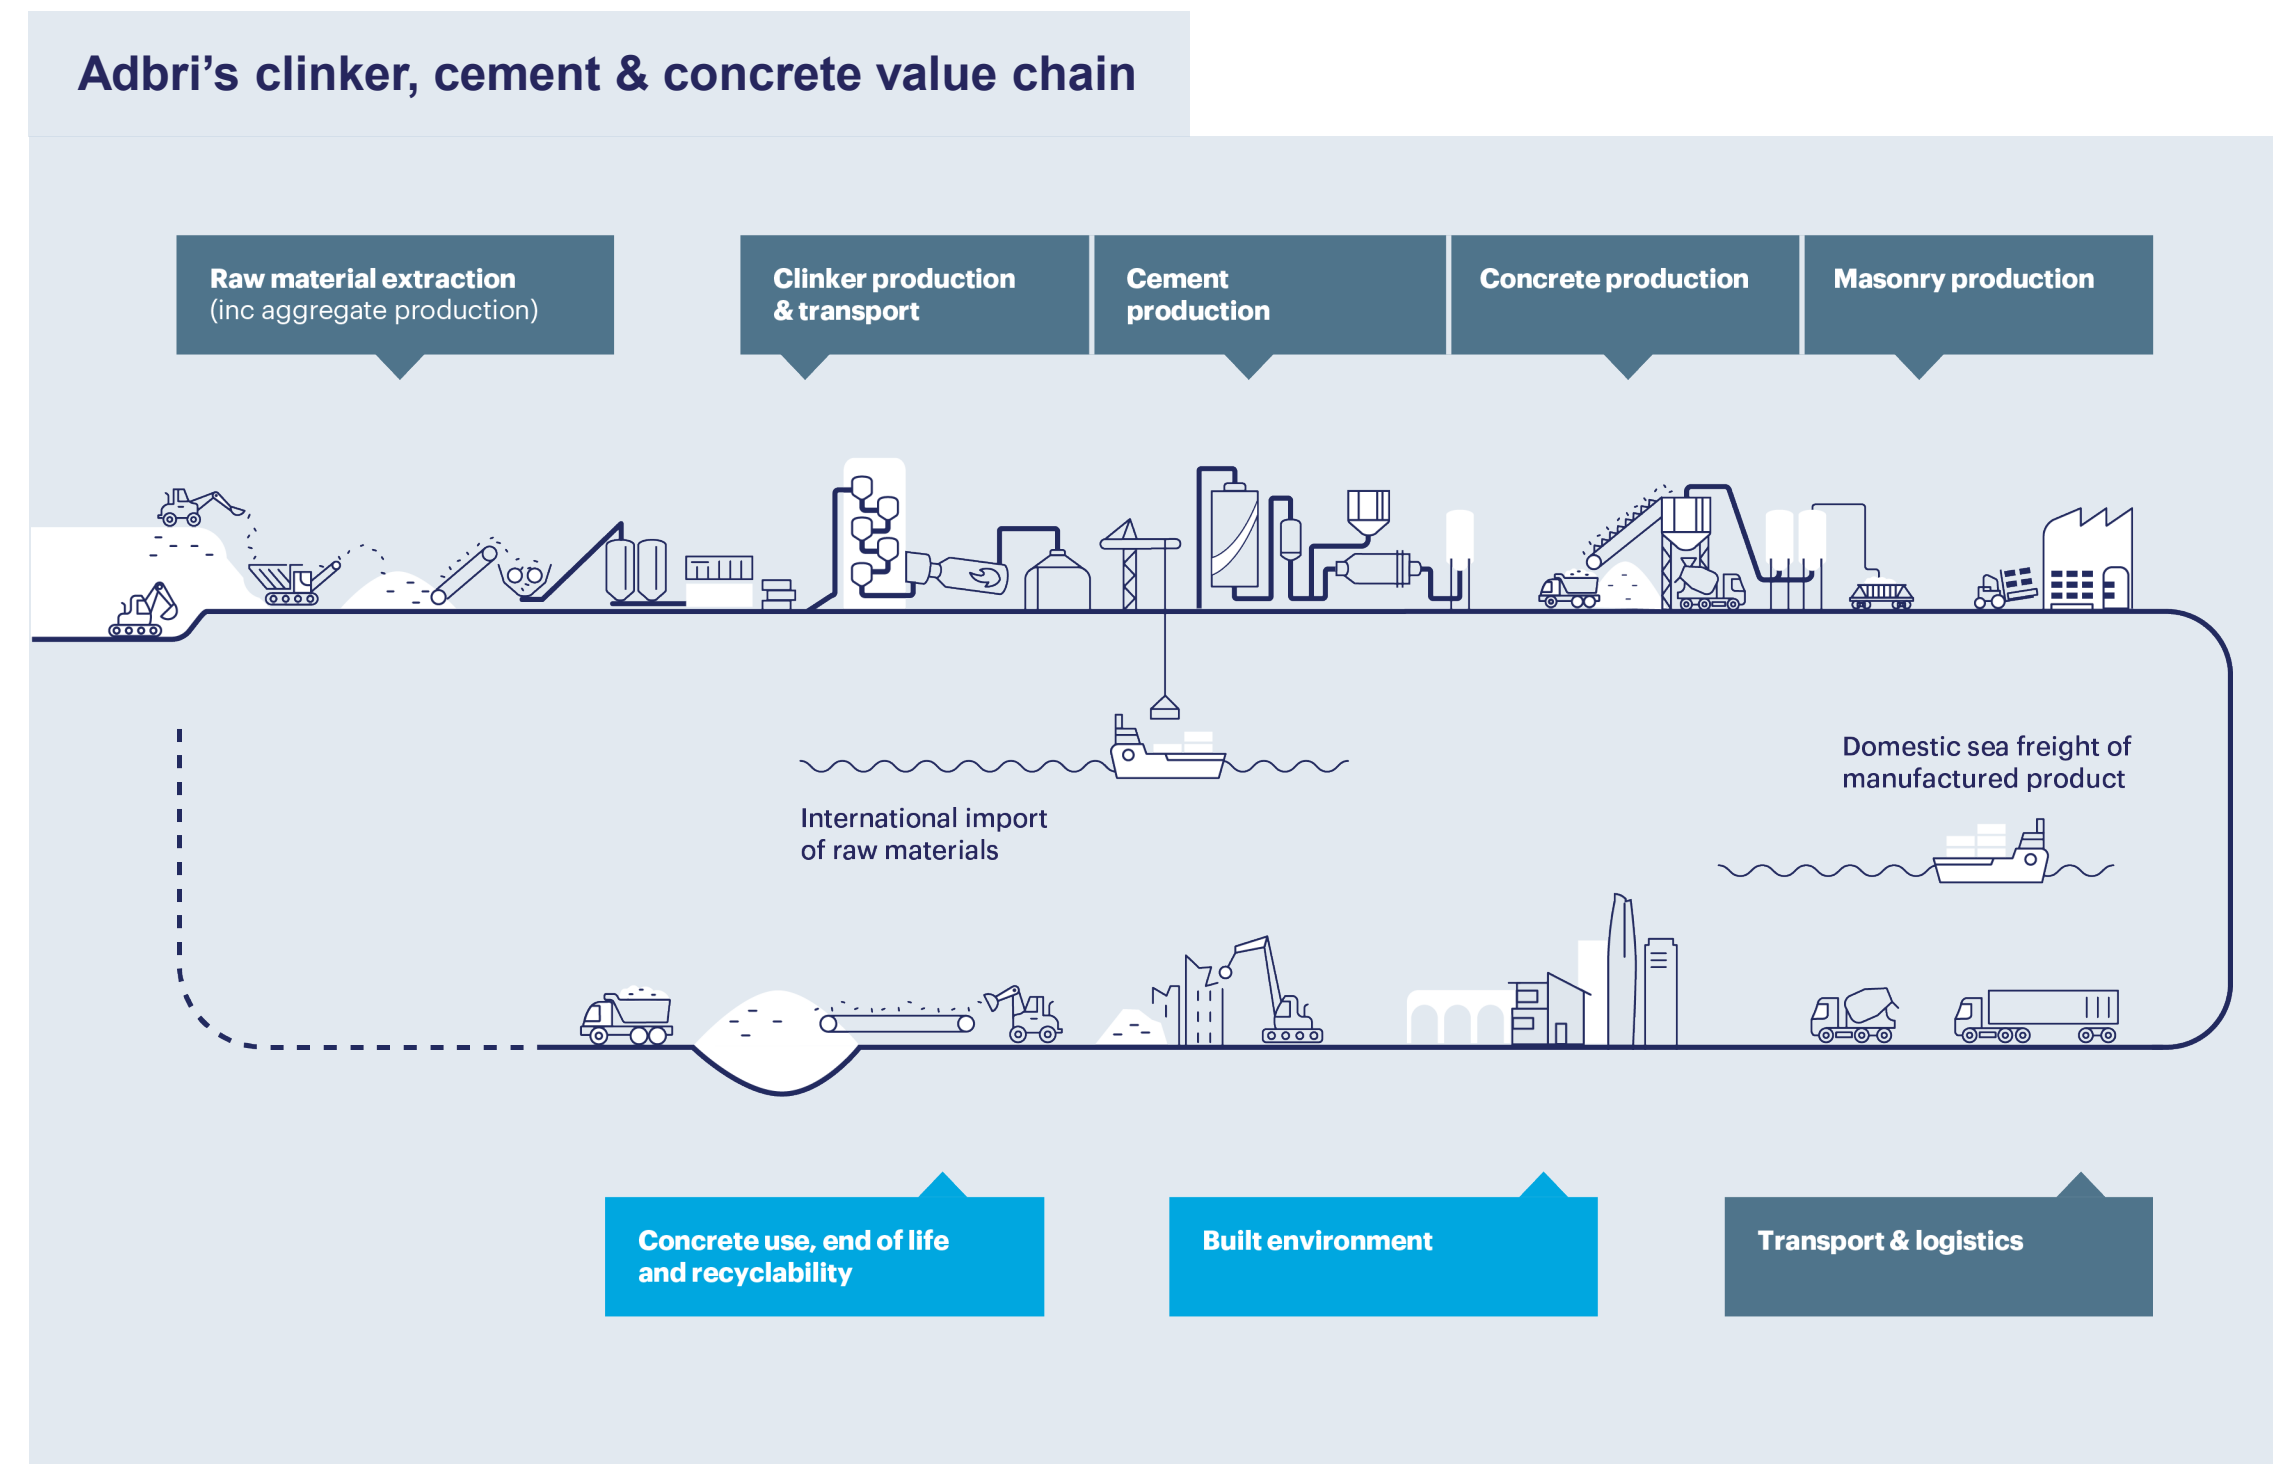 Adbri’s clinker, cement & concrete value chain
Raw material extraction
(inc aggregate production)
Clinker production
& transport
Cement
production
Concrete production
Masonry production
International import
of raw materials
Domestic sea freight of
manufactured product
Concrete use, end of life
and recyclability
Built environment
Transport & logistics